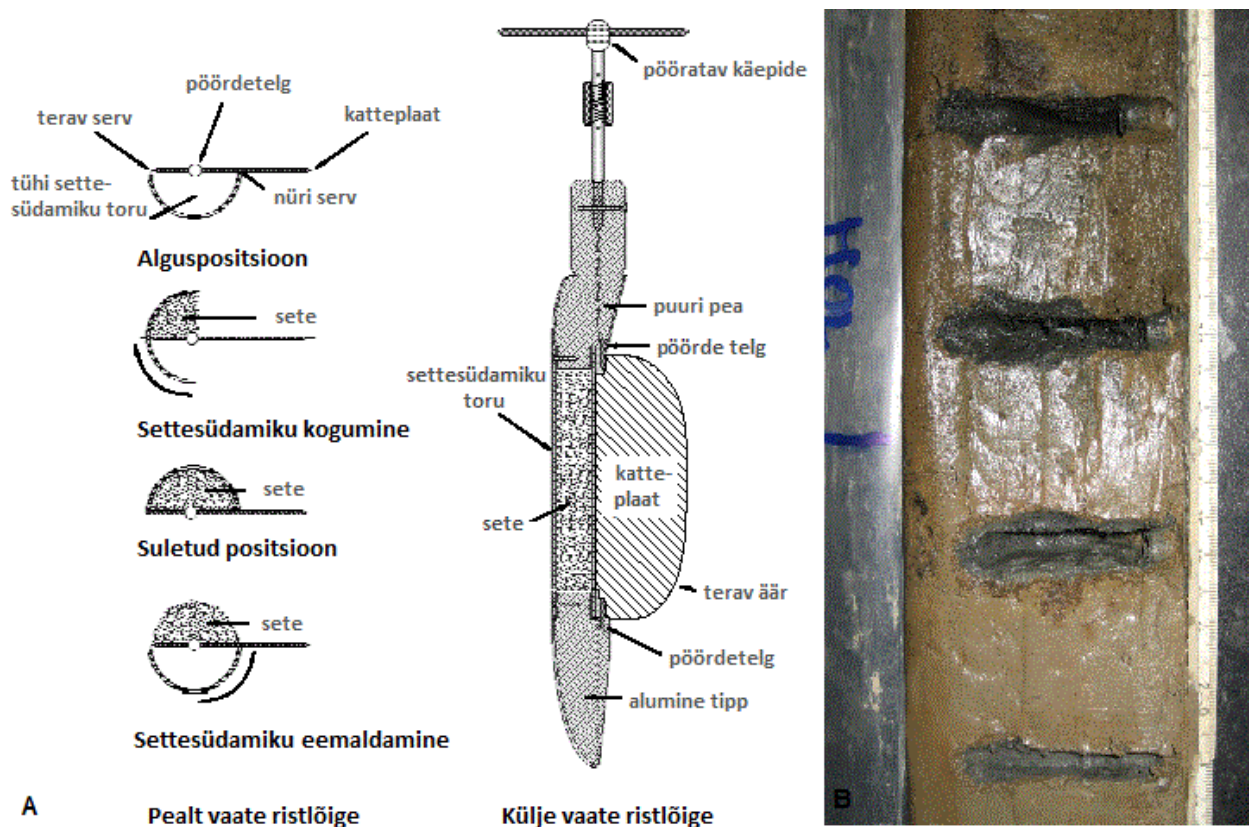 pöördetelg
terav serv
katteplaat
tühi sette-
südamiku toru
nüri serv
Alguspositsioon
sete
Settesüdamiku kogumine
sete
Suletud positsioon
sete
Settesüdamiku eemaldamine
A
Pealt vaate ristlõige
pööratav käepide
puuri pea
pöörde telg
settesüdamiku
toru
katte-
plaat
sete
terav äär
pöördetelg
alumine tipp
Külje vaate ristlõige
B